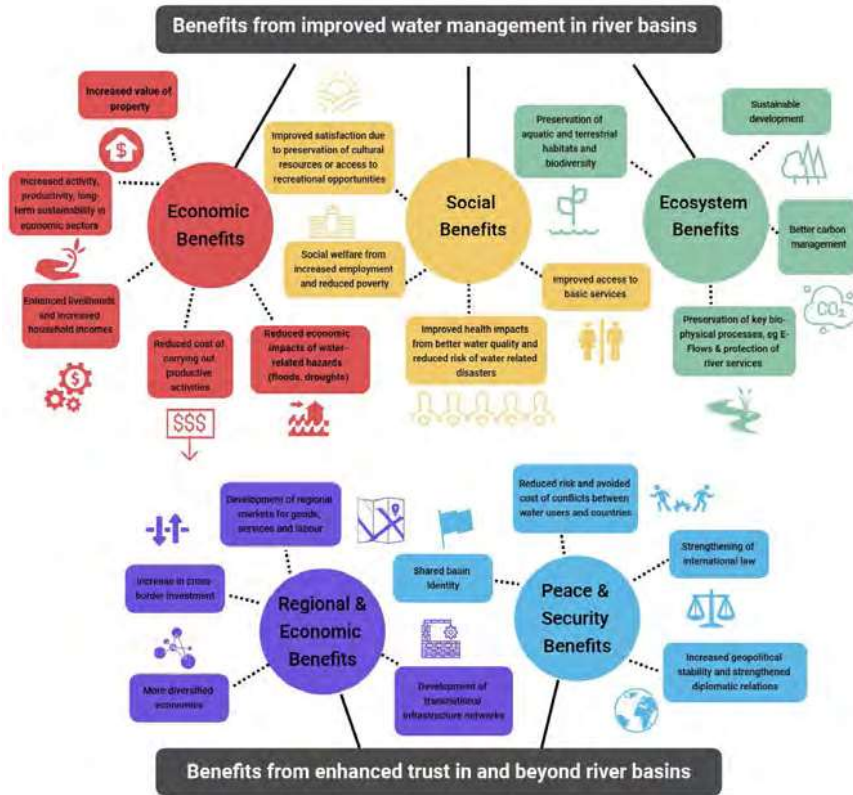 Benefits from improved water management in river basins
Increased value of
property
Increased activity,
productivity, long-
term sustainability in
economic sectors
Enhanced livelihoods
and increased
household incomes
Reduced cost of
carrying out
productive
activities
Reduced economic
impacts of water-
related hazards
(floods, droughts)
Economic
Benefits
$
$
$$$
Improved satisfaction due
to preservation of cultural
resources or access to
recreational opportunities
Social welfare from
increased employment
and reduced poverty
Improved health impacts
from better water quality and
reduced risk of water related
disasters
Improved access to
basic services
Social
Benefits
Preservation of
aquatic and terrestrial
habitats and
biodiversity
Sustainable
development
Better carbon
management
CO₂
Preservation of key bio-
physical processes, eg E-
Flows & protection of
river services
Ecosystem
Benefits
Development of regional
markets for goods,
services and labour
Increase in cross-
border investment
More diversified
economies
Development of
transnational
infrastructure networks
Regional &
Economic
Benefits
Reduced risk and avoided
cost of conflicts between
water users and countries
Shared basin
Identity
Strengthening of
international law
Increased geopolitical
stability and strengthened
diplomatic relations
Peace &
Security
Benefits
Benefits from enhanced trust in and beyond river basins